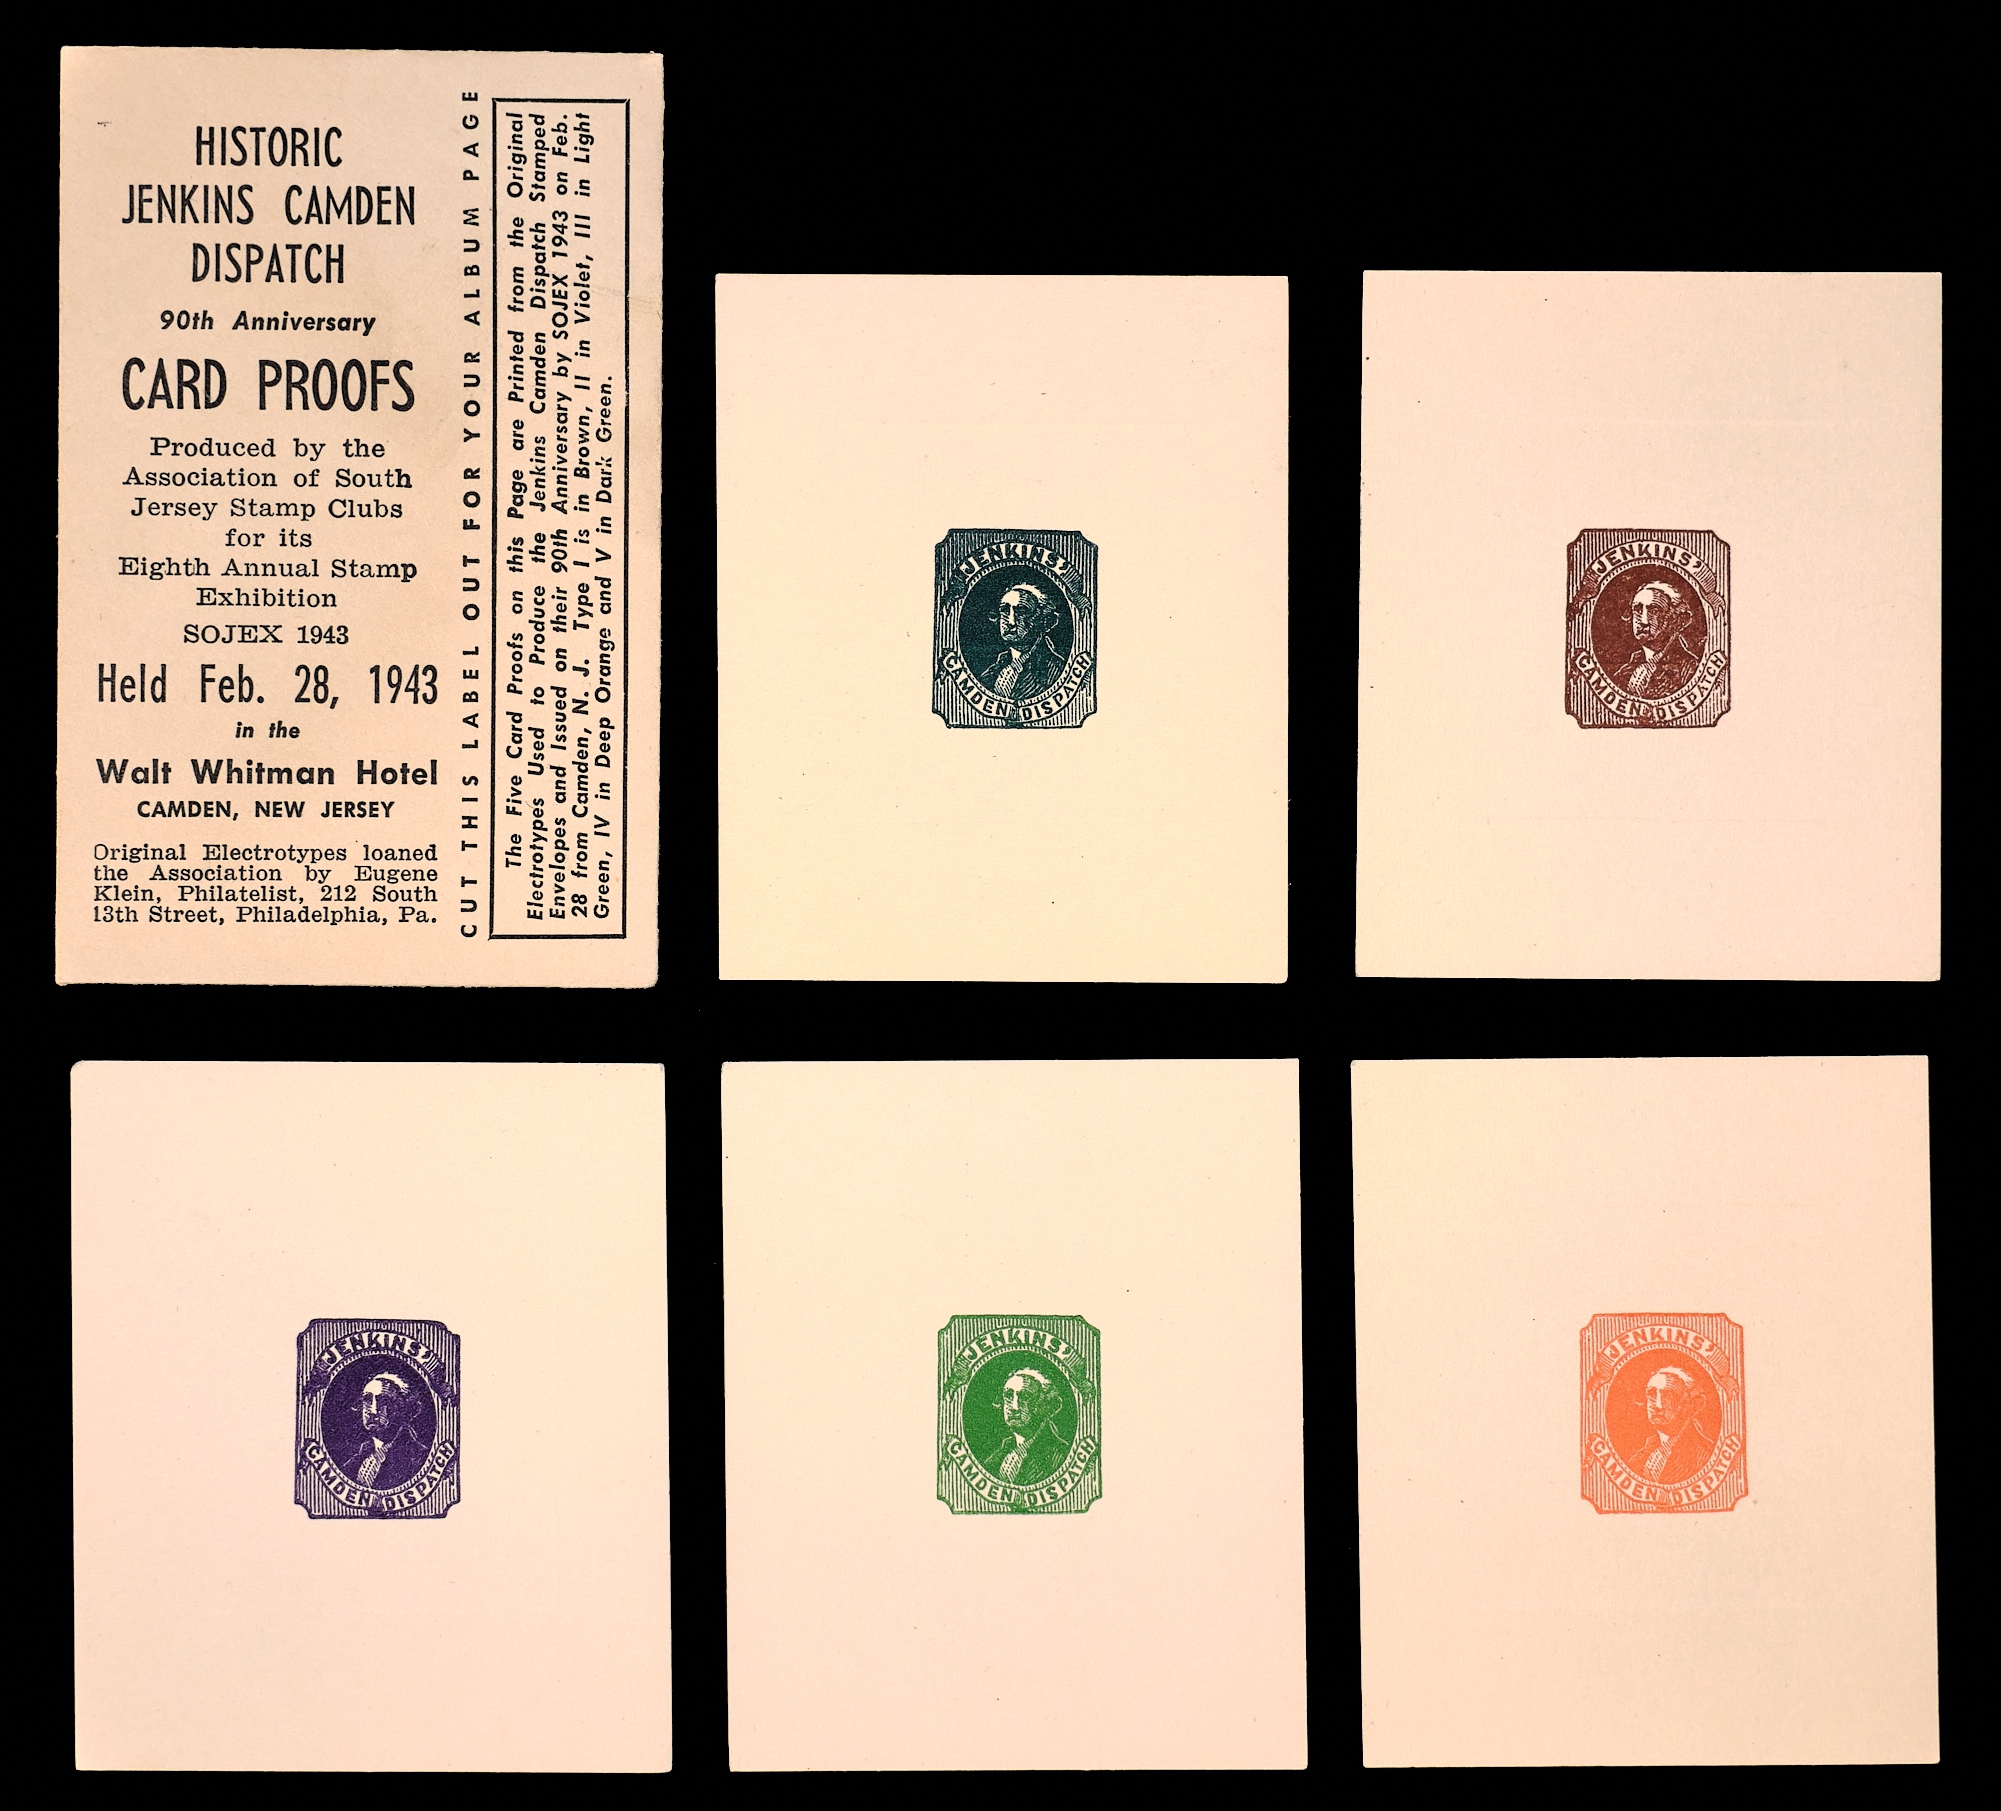 HISTORIC
JENKINS CAMDEN
DISPATCH
90th Anniversary
CARD PROOFS
Produced by the
Association of South
Jersey Stamp Clubs
for its
Eighth Annual Stamp
Exhibition
SOJEX 1943
Held Feb. 28, 1943
in the
Walt Whitman Hotel
CAMDEN, NEW JERSEY
Original Electrotypes loaned
the Association by Eugene
Klein, Philatelist, 212 South
13th Street, Philadelphia, Pa.
CUT THIS LABEL OUT FOR YOUR ALBUM PAGE
The Five Card Proofs on this Page are Printed from the Original
Electrotypes Used to Produce the Jenkins Camden Dispatch Stamped
Envelopes and Issued on their 90th Anniversary by SOJEX 1943 on Feb.
28 from Camden, N. J. Type I is in Brown, II in Violet, III in Light
Green, IV in Deep Orange and V in Dark Green.
JENKINS'
CAMDEN DISPATCH
JENKINS'
CAMDEN DISPATCH
JENKINS'
CAMDEN DISPATCH
JENKINS'
CAMDEN DISPATCH
JENKINS'
CAMDEN DISPATCH